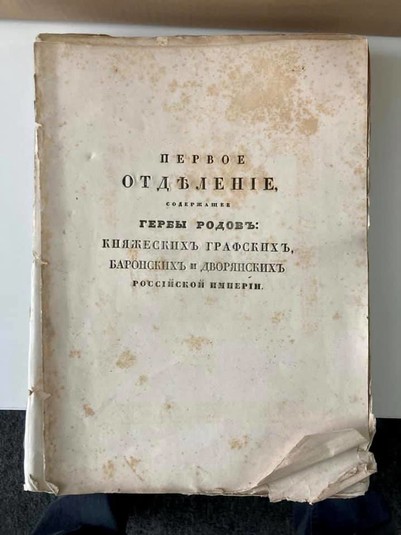 ПЕРВОЕ
ОТДѢЛЕНІЕ,
СОДЕРЖАЩЕЕ
ГЕРБЫ РОДОВЪ:
КНЯЖЕСКИХЪ ГРАФСКИХЪ,
БАРОНСКИХЪ и ДВОРЯНСКИХЪ
РОССІЙСКОЙ ИМПЕРІИ.